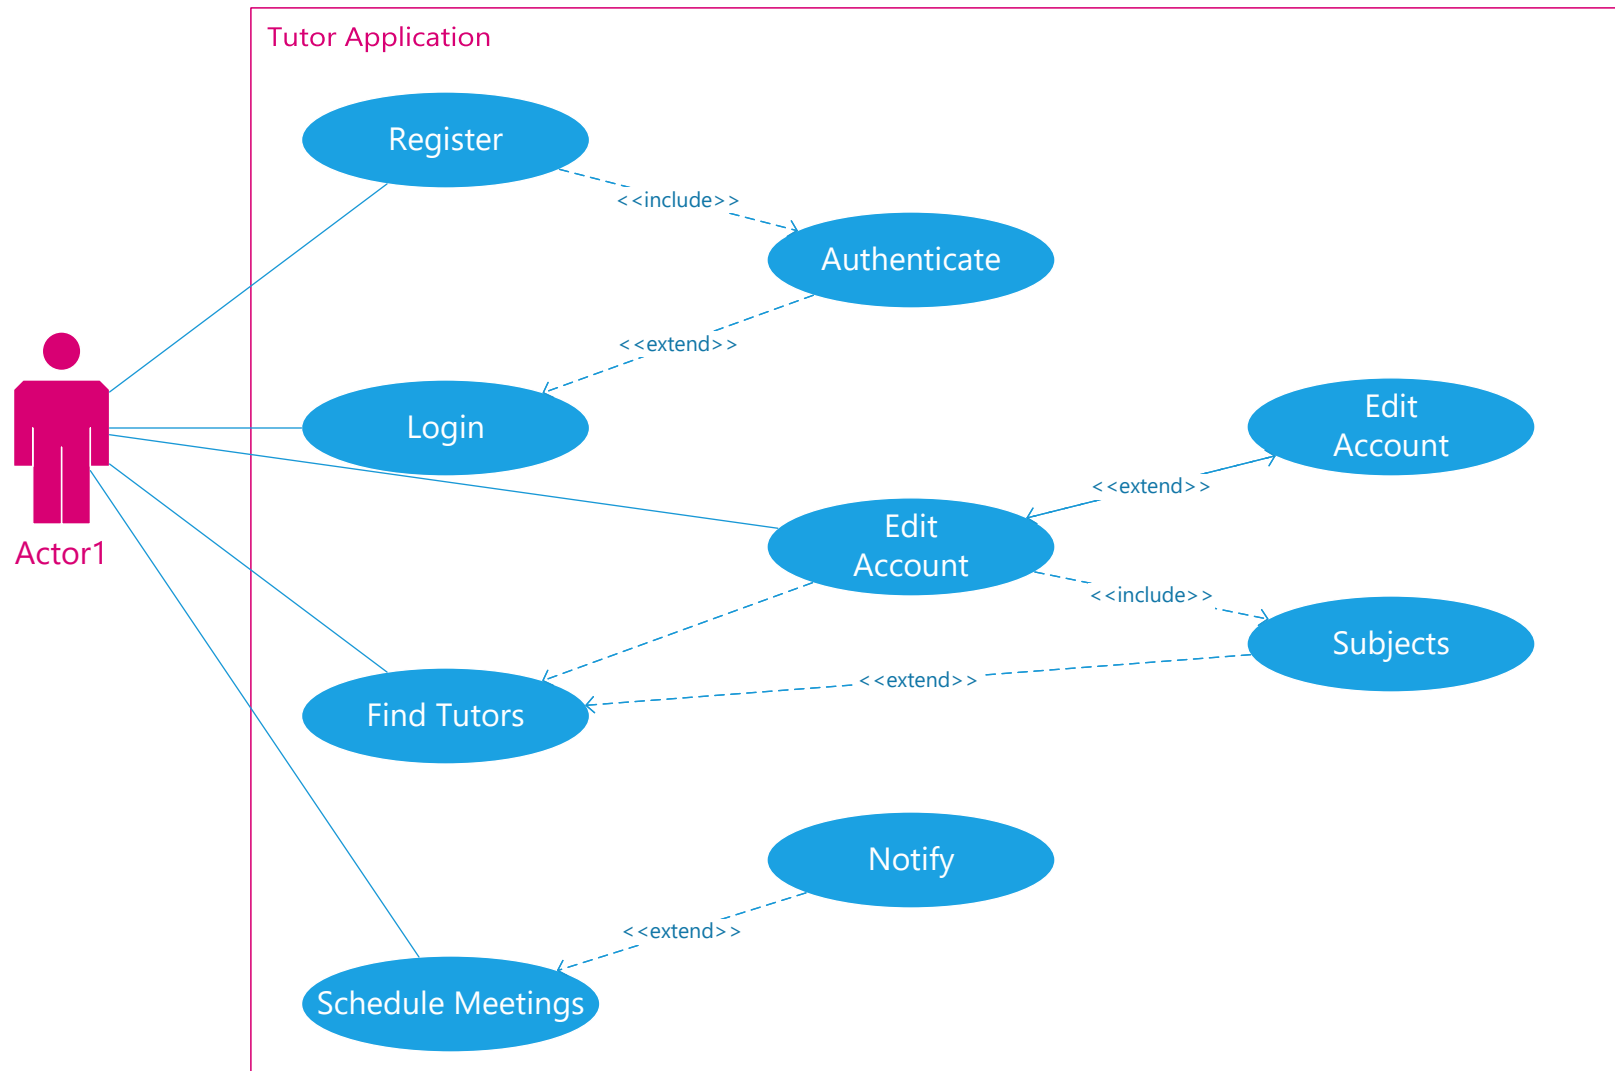 Tutor Application
Register
<<include>>
Authenticate
<<extend>>
Login
Edit
Account
<<extend>>
Edit
Account
Actor1
<<include>>
Subjects
<<extend>>
Find Tutors
Notify
<<extend>>
Schedule Meetings